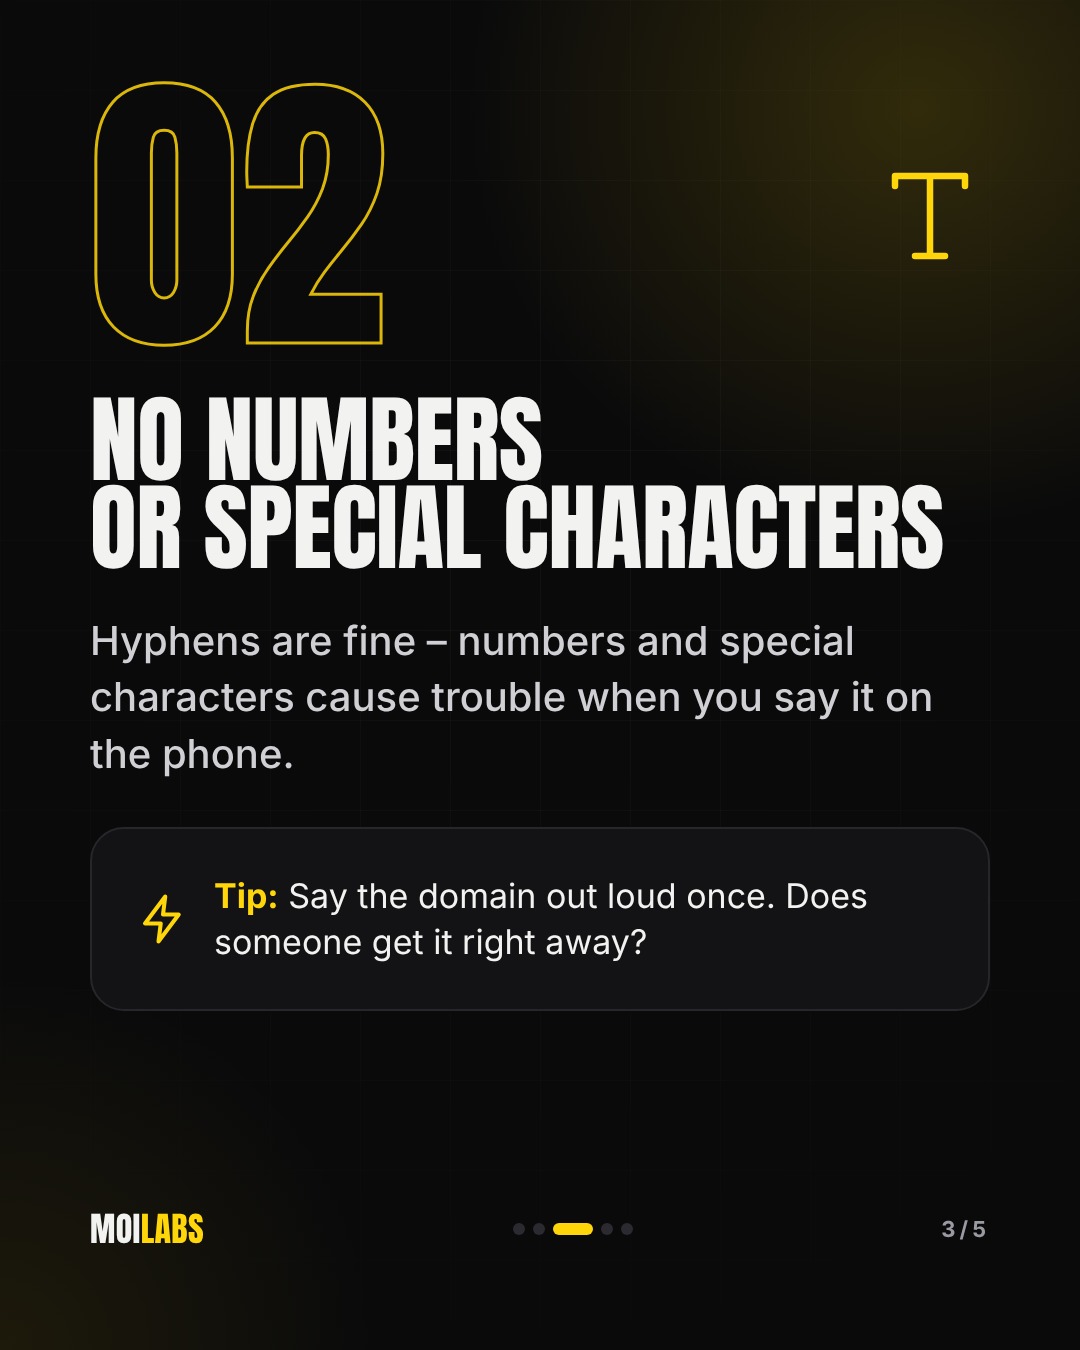 02
T
NO NUMBERS
OR SPECIAL CHARACTERS
Hyphens are fine – numbers and special
characters cause trouble when you say it on
the phone.
Tip: Say the domain out loud once. Does
someone get it right away?
MOILABS
3 / 5